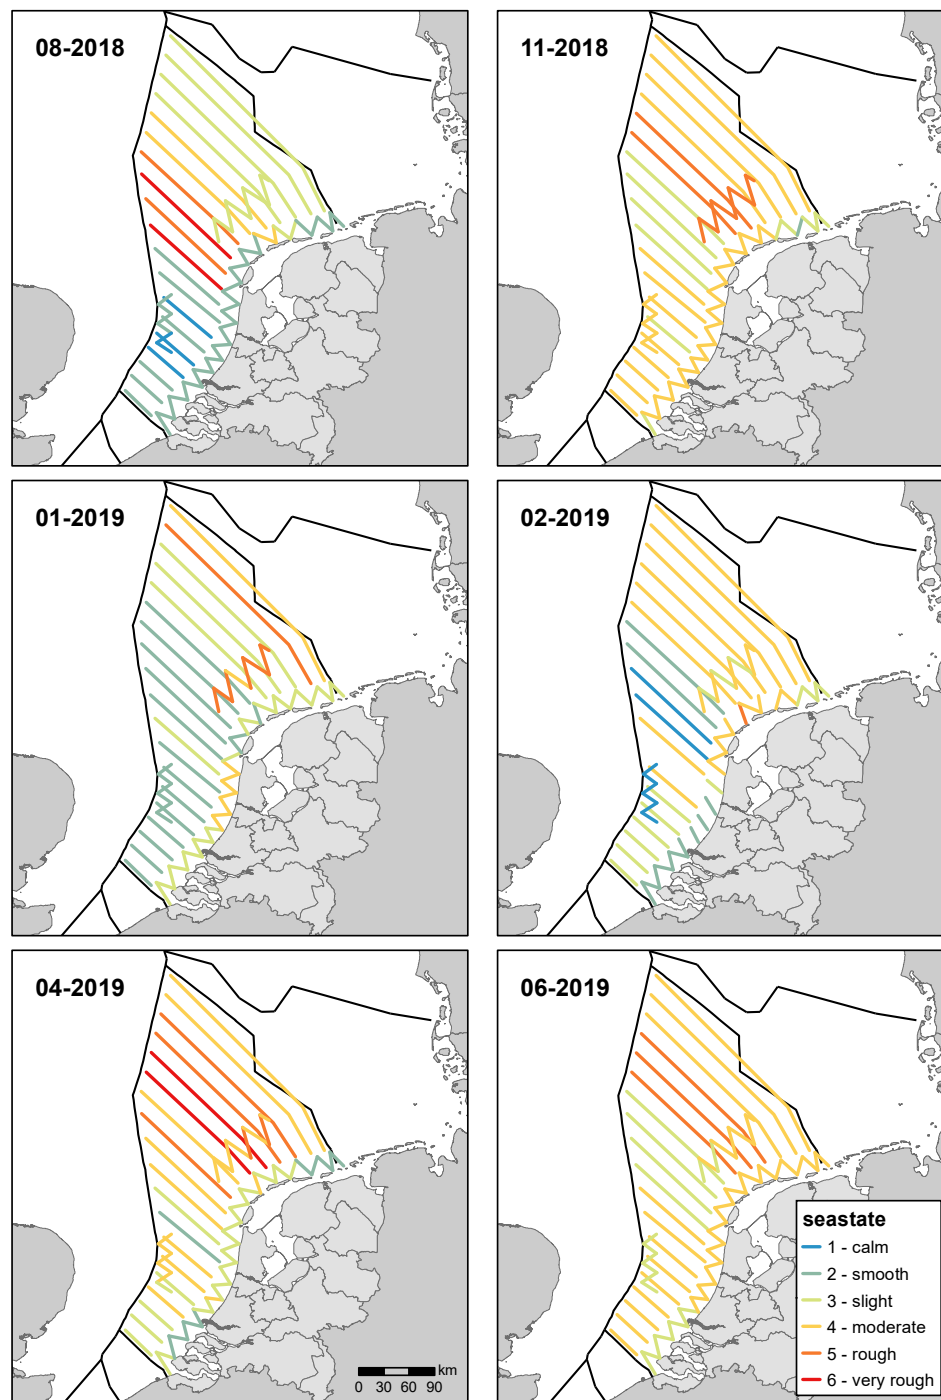 08-2018
11-2018
01-2019
02-2019
04-2019
06-2019
km
0 30 60 90
seastate
1 - calm
2 - smooth
3 - slight
4 - moderate
5 - rough
6 - very rough